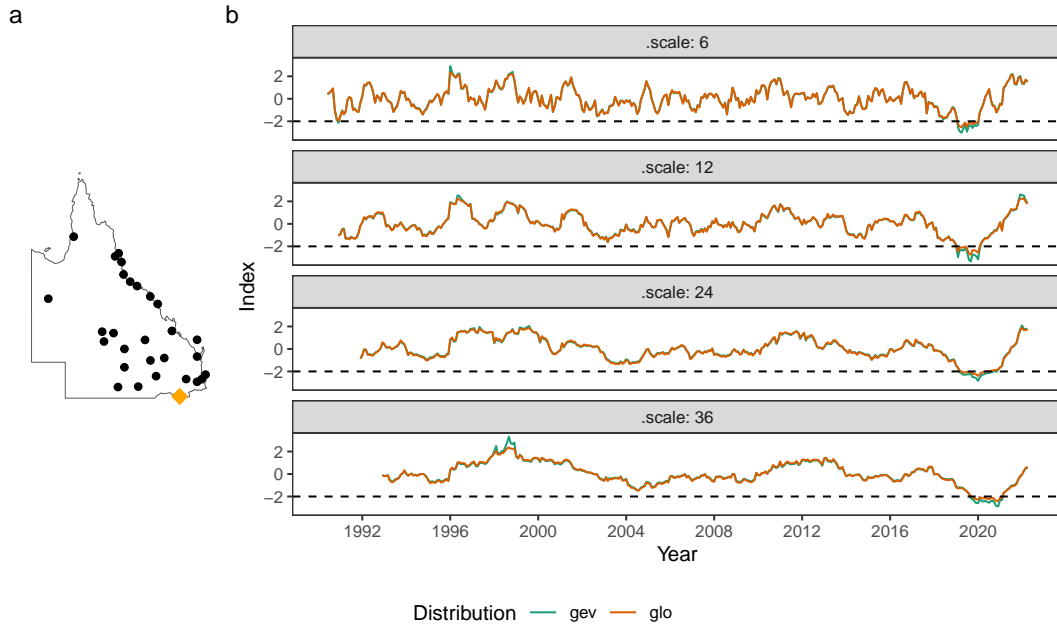 a
b
.scale: 6
2
0
−2
.scale: 12
2
0
−2
.scale: 24
2
0
−2
.scale: 36
2
0
−2
Index
1992 1996 2000 2004 2008 2012 2016 2020
Year
Distribution gev glo